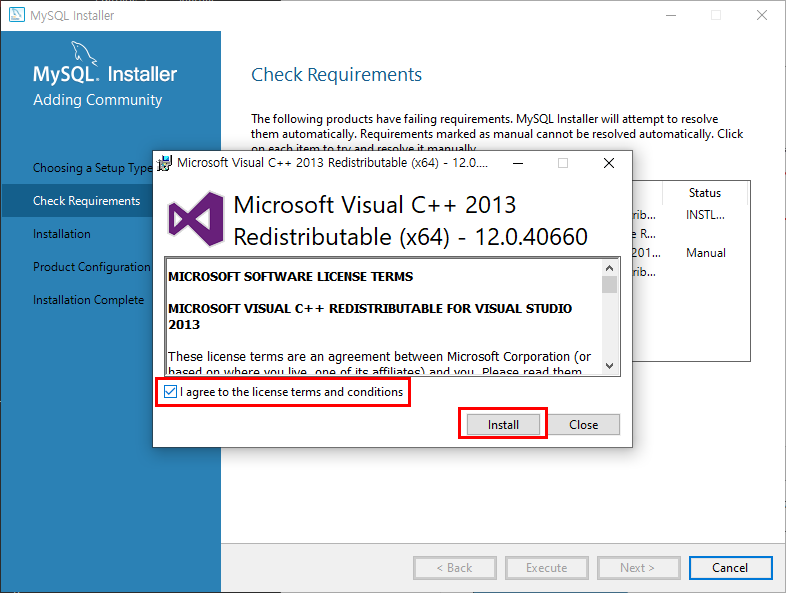 MySQL Installer
MySQL. Installer
Adding Community
Choosing a Setup Type
Check Requirements
Installation
Product Configuration
Installation Complete
Check Requirements
The following products have failing requirements. MySQL Installer will attempt to resolve
them automatically. Requirements marked as manual cannot be resolved automatically. Click
on each item to try and resolve it manually.
Status
rib... INSTL...
e R...
201... Manual
rib...
Microsoft Visual C++ 2013 Redistributable (x64) - 12.0....
Microsoft Visual C++ 2013
Redistributable (x64) - 12.0.40660
MICROSOFT SOFTWARE LICENSE TERMS
MICROSOFT VISUAL C++ REDISTRIBUTABLE FOR VISUAL STUDIO
2013
These license terms are an agreement between Microsoft Corporation (or
based on where you live, one of its affiliates) and you. Please read them
I agree to the license terms and conditions
Install Close
< Back Execute Next > Cancel